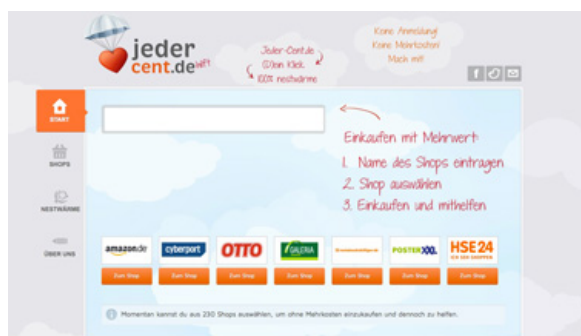 jeder
cent.de hilft
Jeder-Cent.de
(D)ein Klick
100% nestwärme
Keine Anmeldung!
Keine Mehrkosten!
Mach mit!
START
SHOPS
NESTWÄRME
ÜBER UNS
Einkaufen mit Mehrwert:
1. Name des Shops eintragen
2. Shop auswählen
3. Einkaufen und mithelfen
amazon.de
cyberport
OTTO
GALERIA
POSTERXXL
HSE24
Zum Shop
Zum Shop
Zum Shop
Zum Shop
Zum Shop
Zum Shop
Zum Shop
Momentan kannst du aus 230 Shops auswählen, um ohne Mehrkosten einzukaufen und dennoch zu helfen.